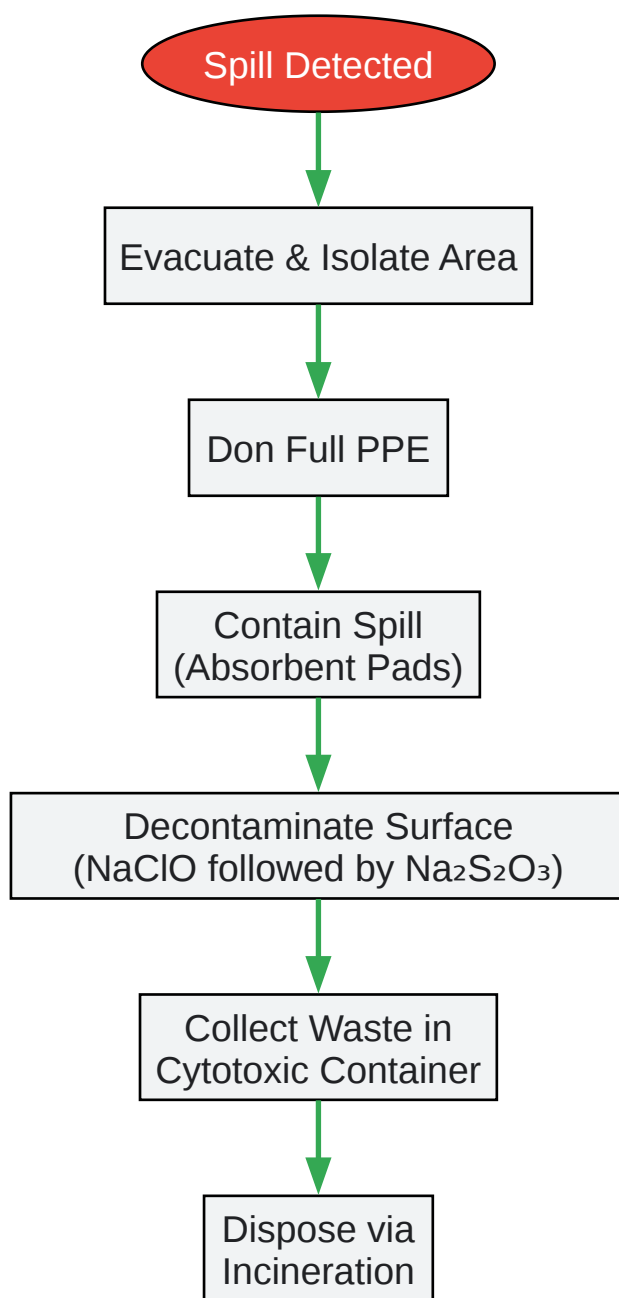 Spill Detected
Evacuate & Isolate Area
Don Full PPE
Contain Spill
(Absorbent Pads)
Decontaminate Surface
(NaClO followed by Na₂S₂O₃)
Collect Waste in
Cytotoxic Container
Dispose via
Incineration